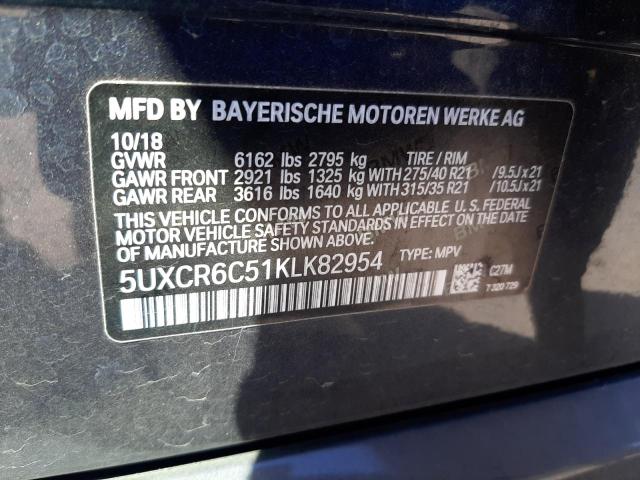 MFD BY BAYERISCHE MOTOREN WERKE AG
10/18
GVWR 6162 lbs 2795 kg TIRE / RIM
GAWR FRONT 2921 lbs 1325 kg WITH 275/40 R21 / 9.5J x 21
GAWR REAR 3616 lbs 1640 kg WITH 315/35 R21 / 10.5J x 21
THIS VEHICLE CONFORMS TO ALL APPLICABLE U. S. FEDERAL
MOTOR VEHICLE SAFETY STANDARDS IN EFFECT ON THE
DATE OF MANUFACTURE SHOWN ABOVE.
5UXCR6C51KLK82954 TYPE: MPV
C27M
7 320 729